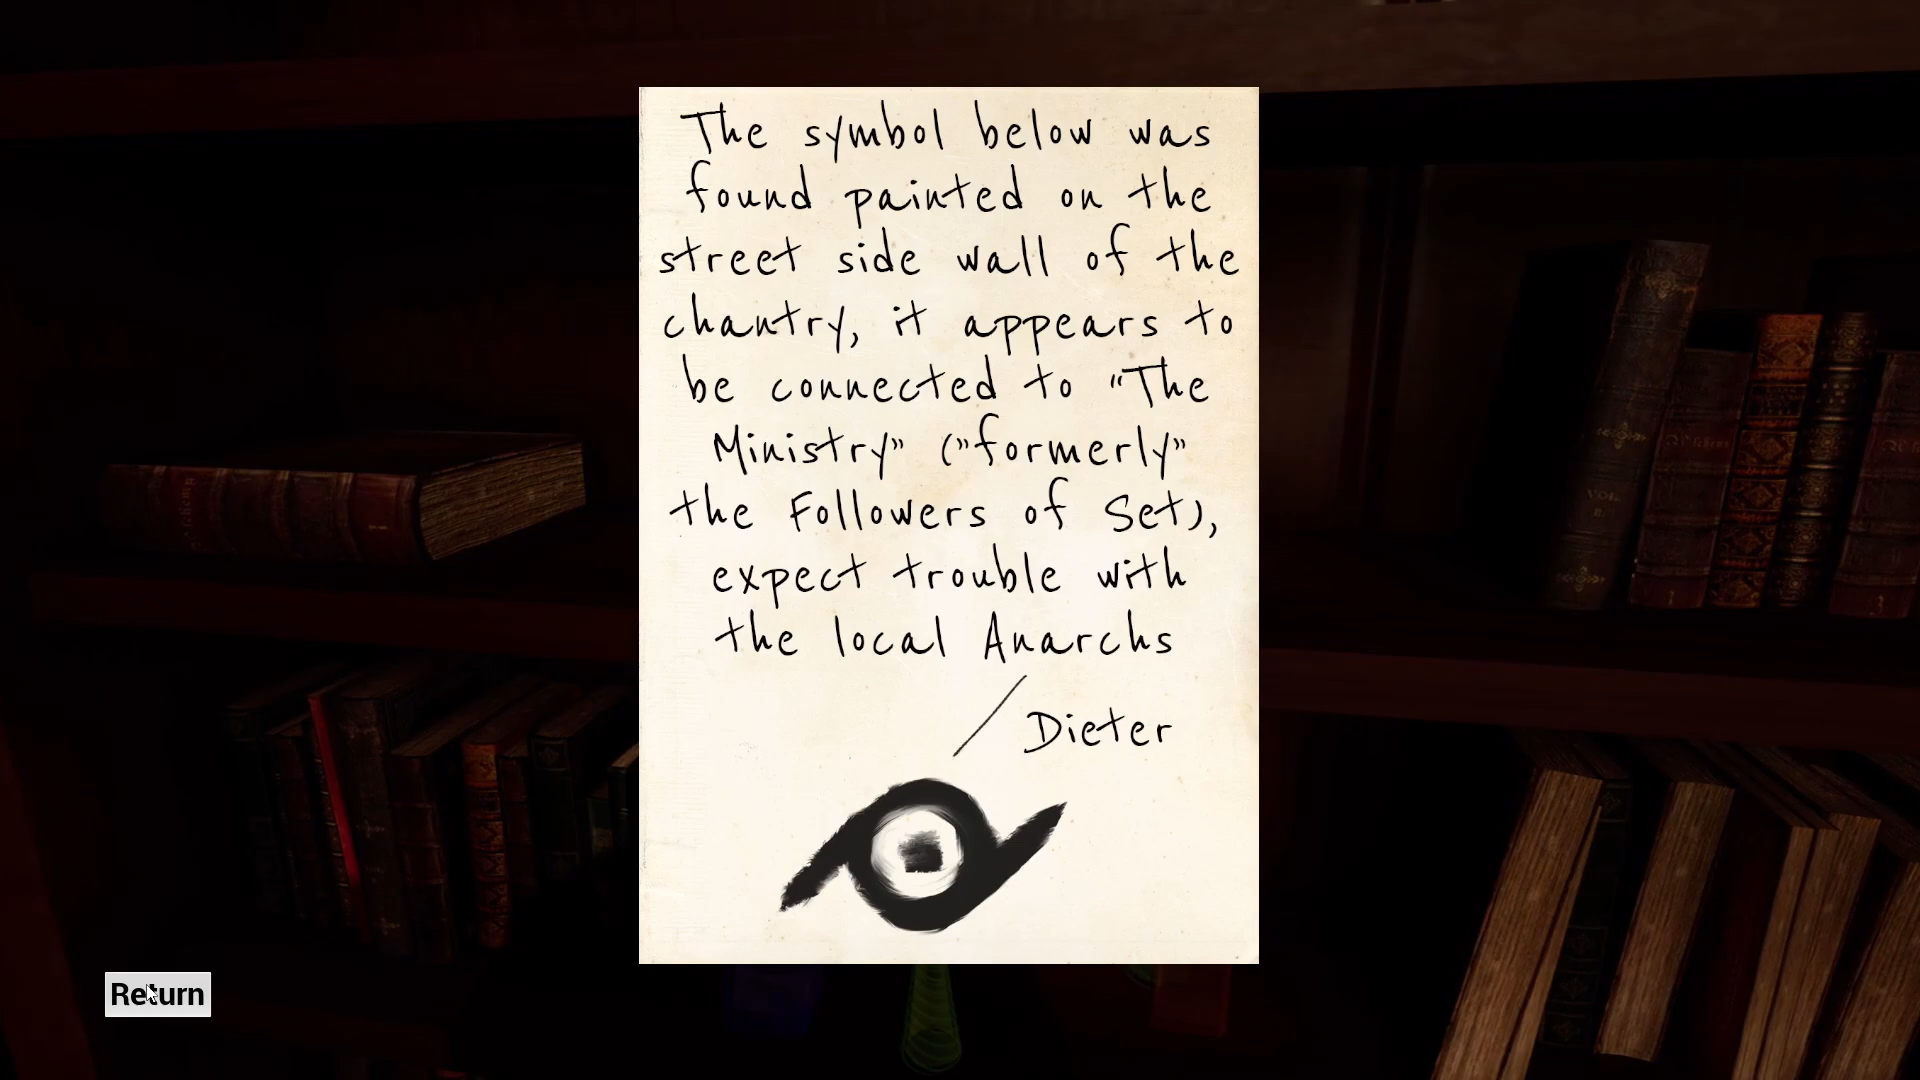 The symbol below was
found painted on the
street side wall of the
chantry, it appears to
be connected to "The
Ministry" ("formerly"
the Followers of Set),
expect trouble with
the local Anarchs
/ Dieter
VOL.
Return